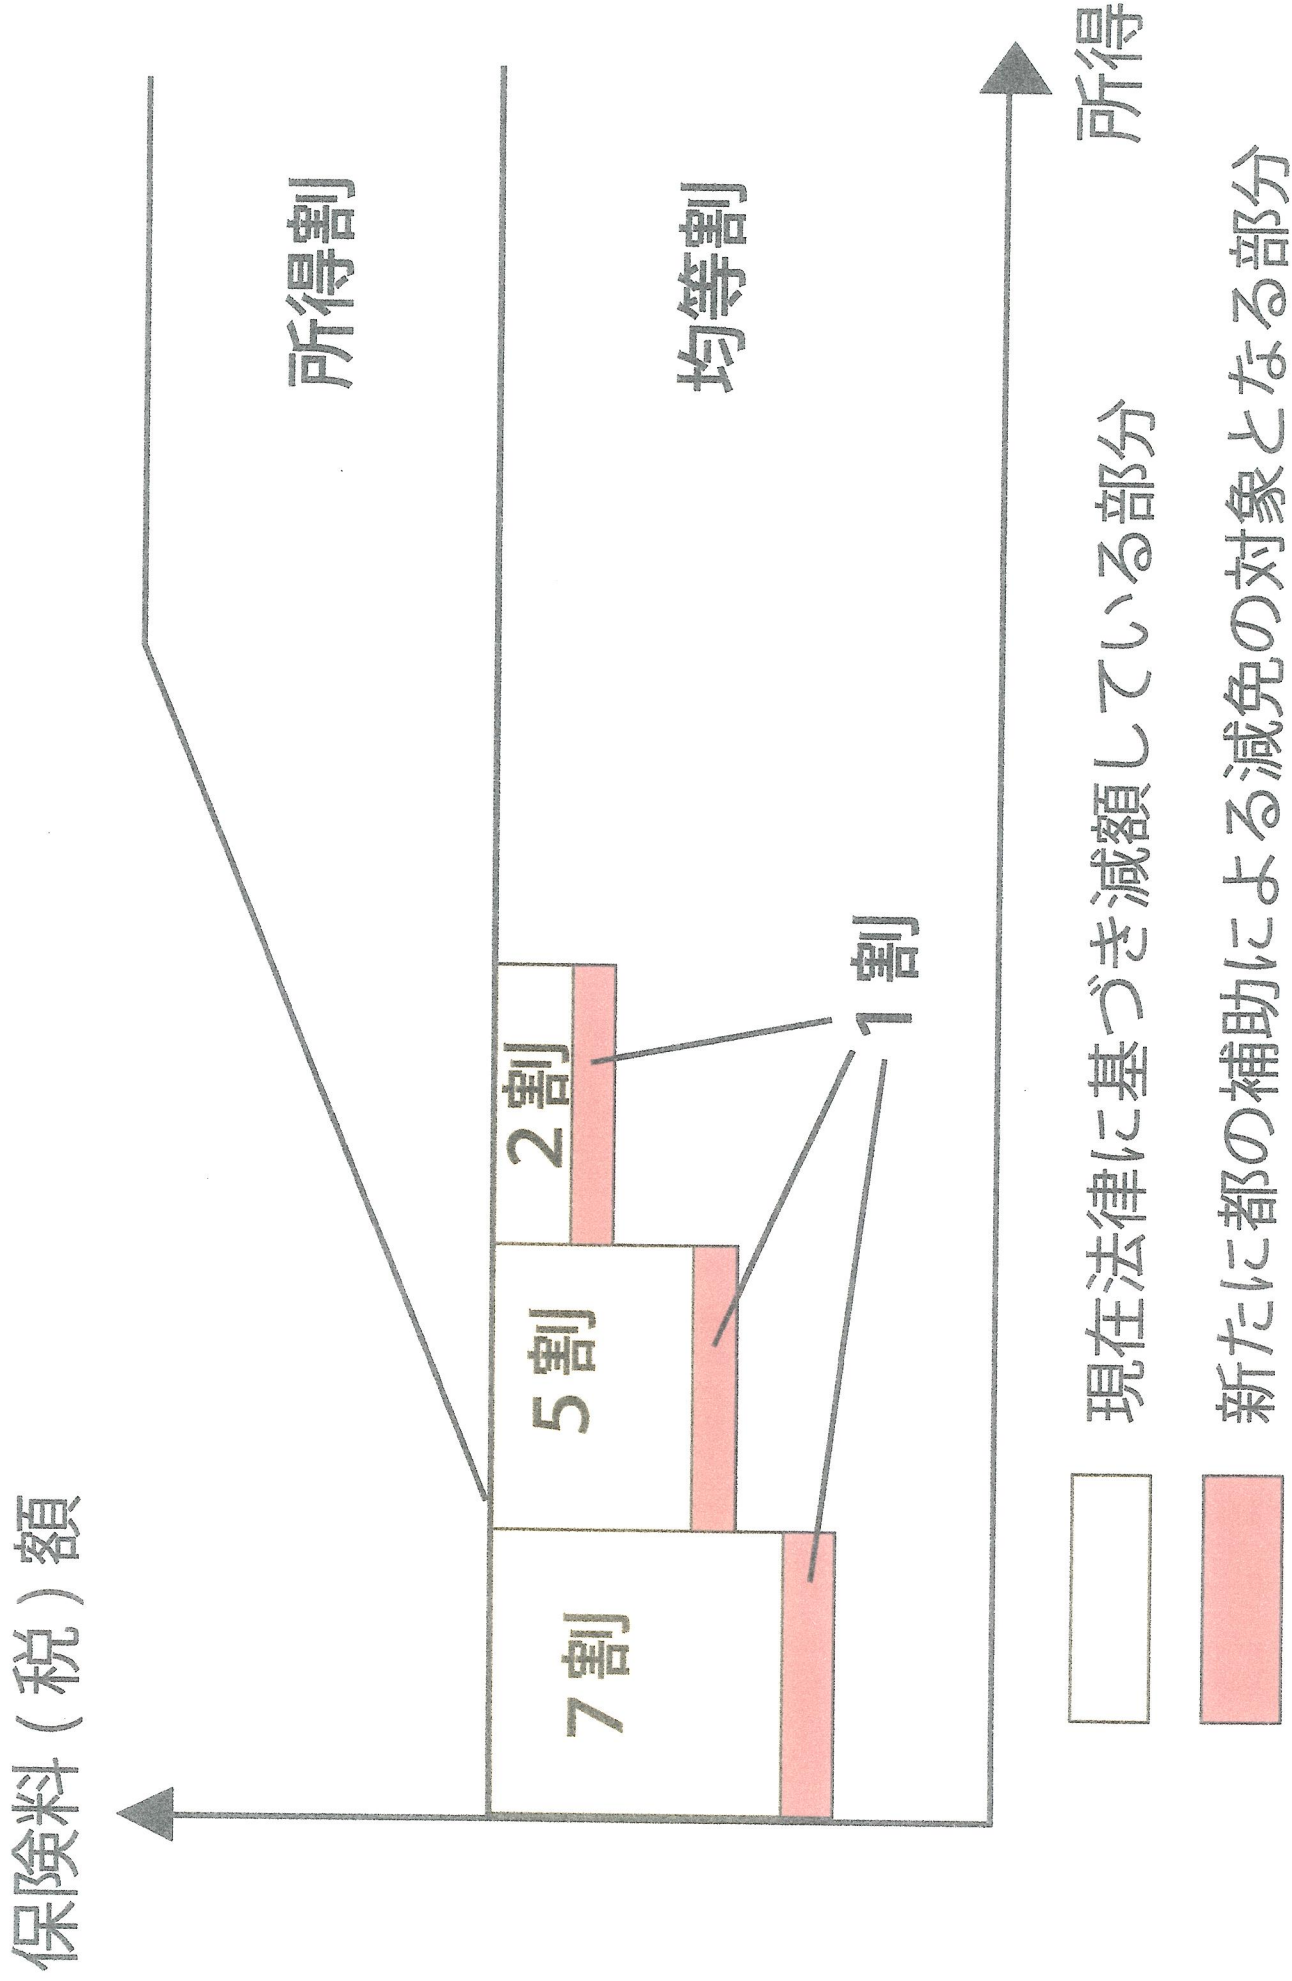 保険料(税)額
所得割
均等割
7割
5割
2割
1割
所得
現在法律に基づき減額している部分
新たに都の補助による減免の対象となる部分